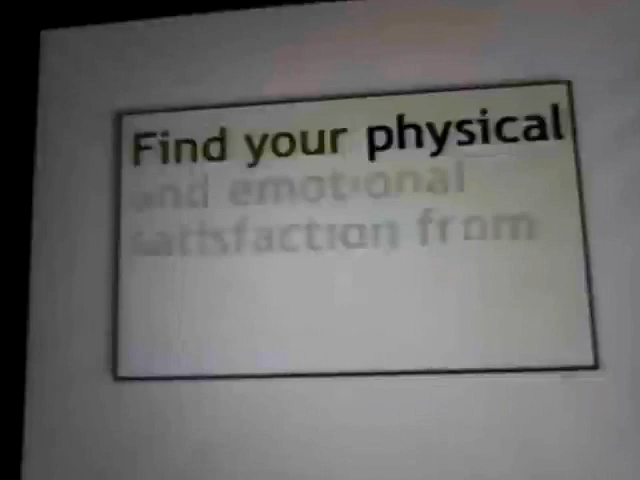 Find your physical
and emotional
satisfaction from